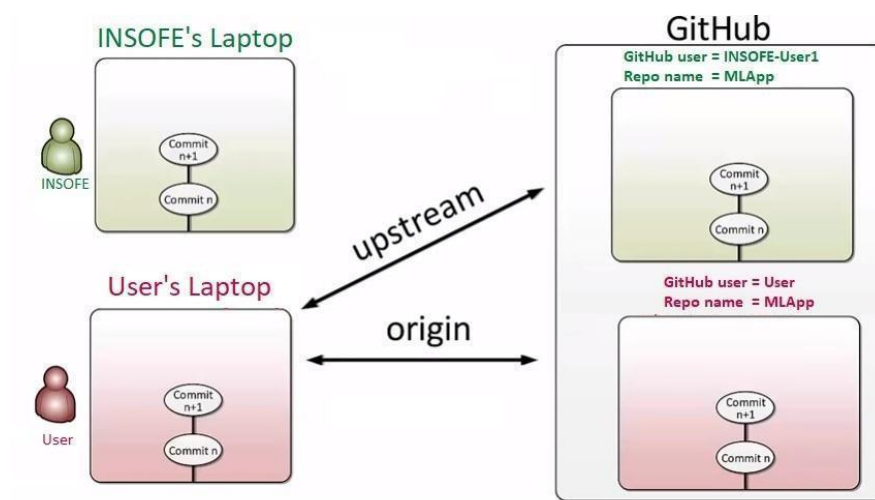 INSOFE's Laptop
Commit
n+1
Commit n
INSOFE
GitHub
GitHub user = INSOFE-User1
Repo name = MLApp
Commit
n+1
Commit n
upstream
origin
User's Laptop
Commit
n+1
Commit n
User
GitHub user = User
Repo name = MLApp
Commit
n+1
Commit n